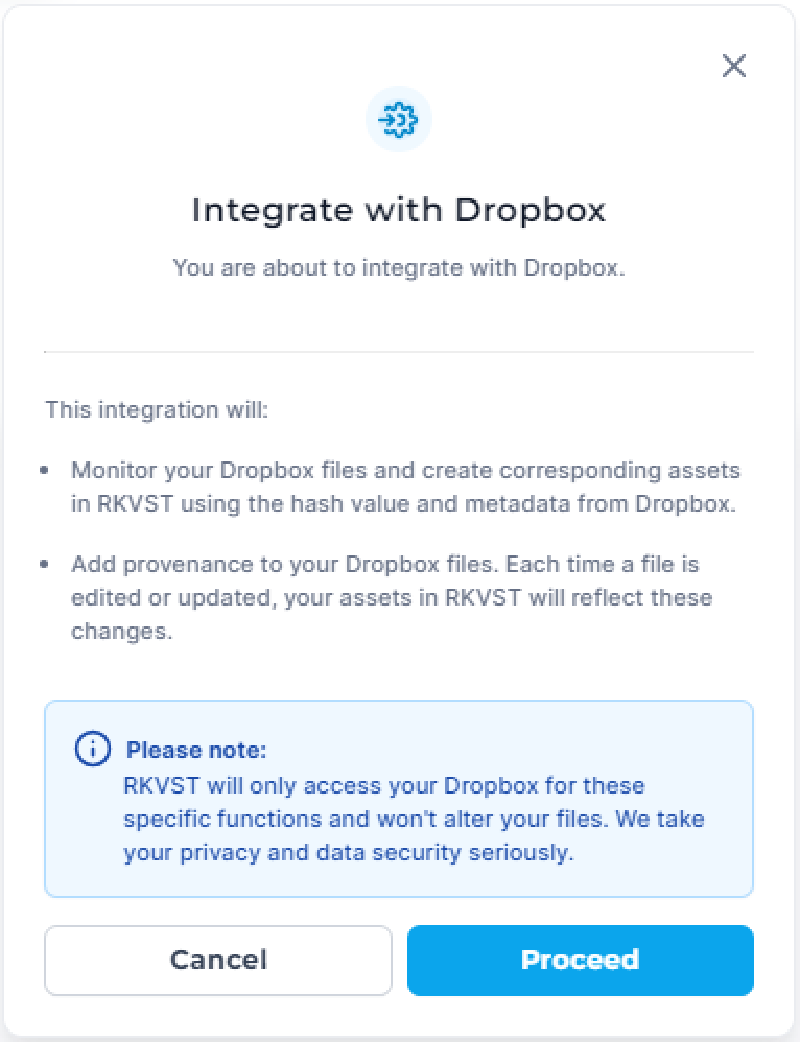 Integrate with Dropbox
You are about to integrate with Dropbox.
This integration will:
• Monitor your Dropbox files and create corresponding assets
in RKVST using the hash value and metadata from Dropbox.
• Add provenance to your Dropbox files. Each time a file is
edited or updated, your assets in RKVST will reflect these
changes.
Please note:
RKVST will only access your Dropbox for these
specific functions and won't alter your files. We take
your privacy and data security seriously.
Cancel
Proceed